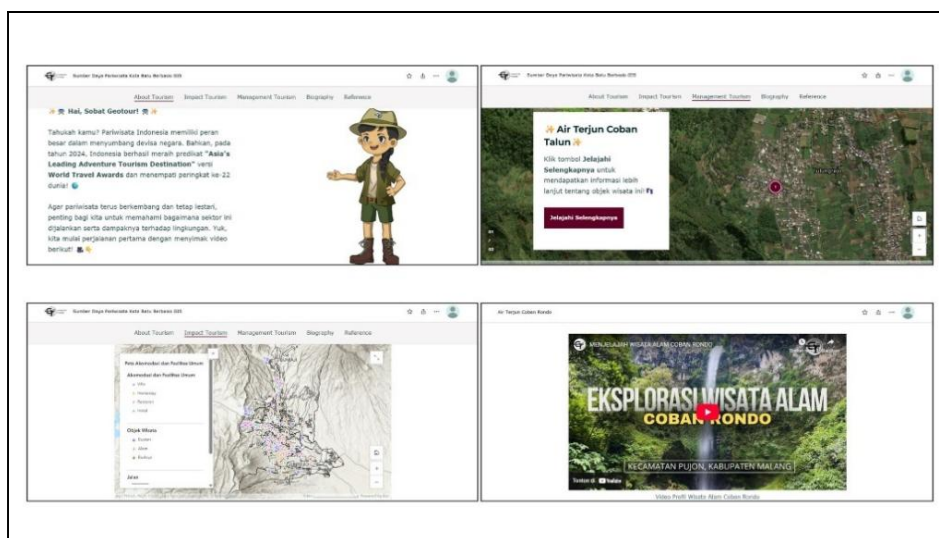 Sumber Daya Pariwisata Kota Batu Berbasis GIS
About Tourism Impact Tourism Management Tourism Biography Reference
Hai, Sobat Geotour!
Tahukah kamu? Pariwisata Indonesia memiliki peran
besar dalam menyumbang devisa negara. Bahkan, pada
tahun 2024, Indonesia berhasil meraih predikat "Asia's
Leading Adventure Tourism Destination" versi
World Travel Awards dan menempati peringkat ke-22
dunia!
Agar pariwisata terus berkembang dan tetap lestari,
penting bagi kita untuk memahami bagaimana sektor ini
dijalankan serta dampaknya terhadap lingkungan. Yuk,
kita mulai perjalanan pertama dengan menyimak video
berikut!
Sumber Daya Pariwisata Kota Batu Berbasis GIS
About Tourism Impact Tourism Management Tourism Biography Reference
Air Terjun Coban
Talun
Klik tombol Jelajahi
Selengkapnya untuk
mendapatkan informasi lebih
lanjut tentang objek wisata ini!
Jelajahi Selengkapnya
Sumber Daya Pariwisata Kota Batu Berbasis GIS
About Tourism Impact Tourism Management Tourism Biography Reference
Peta Akomodasi dan Fasilitas Umum
Akomodasi dan Fasilitas Umum
Villa
Homestay
Restoran
Hotel
Objek Wisata
Buatan
Alam
Budaya
Jalan
Air Terjun Coban Rondo
MENJELAJAH WISATA ALAM COBAN RONDO
EKSPLORASI WISATA ALAM
COBAN RONDO
KECAMATAN PUJON, KABUPATEN MALANG
Tonton di YouTube
Video Profil Wisata Alam Coban Rondo